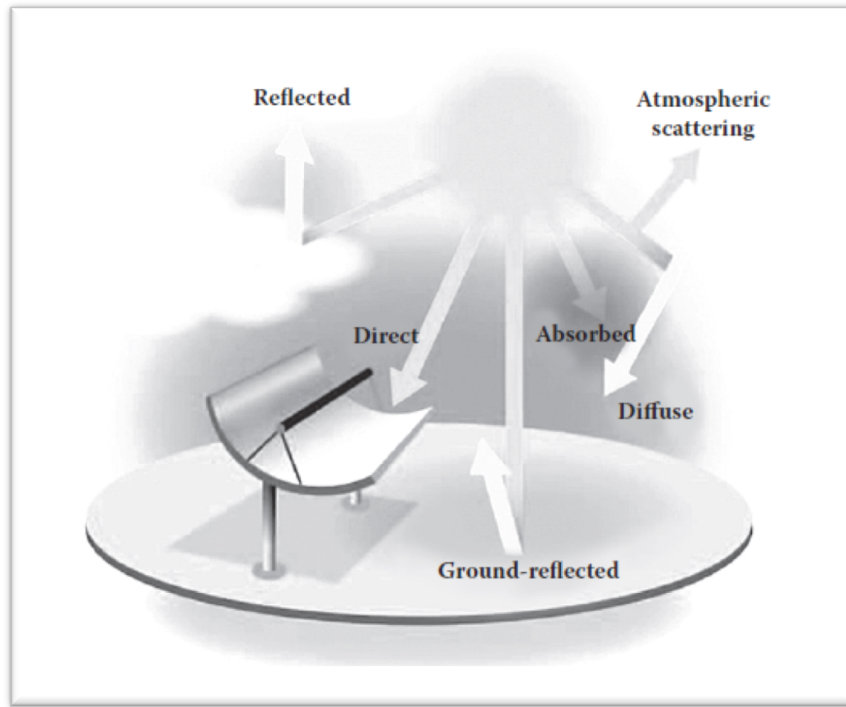 Reflected
Atmospheric
scattering
Direct
Absorbed
Diffuse
Ground-reflected